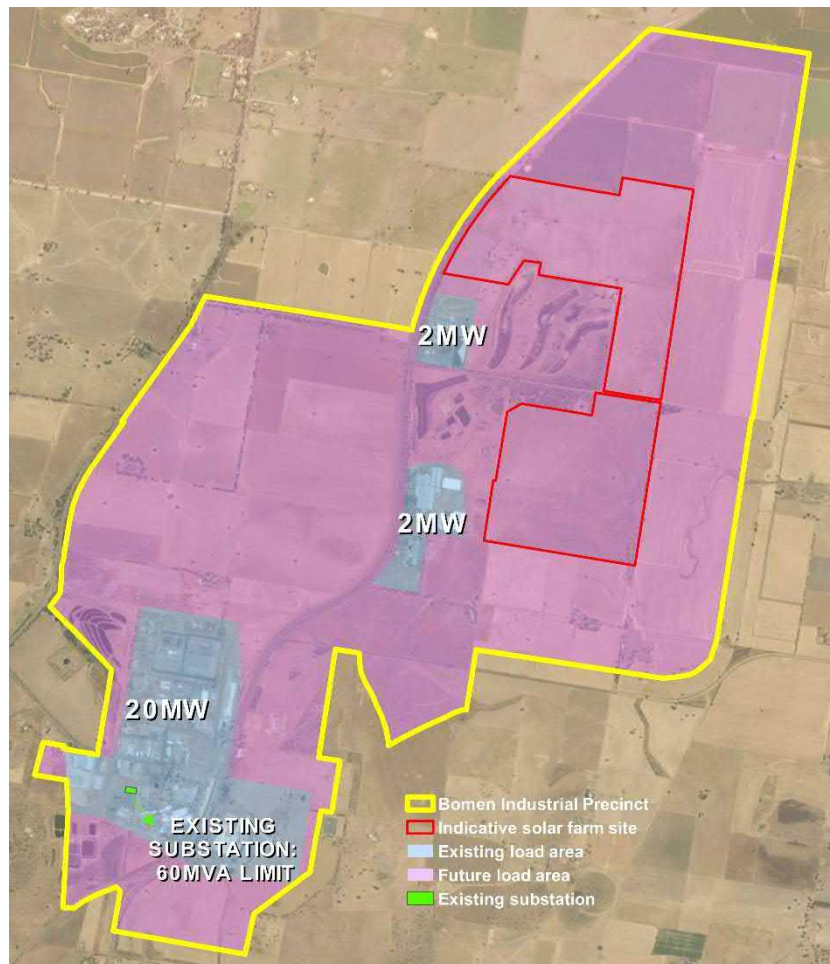 2MW
2MW
20MW
EXISTING
SUBSTATION:
60MVA LIMIT
Bomen Industrial Precinct
Indicative solar farm site
Existing load area
Future load area
Existing substation